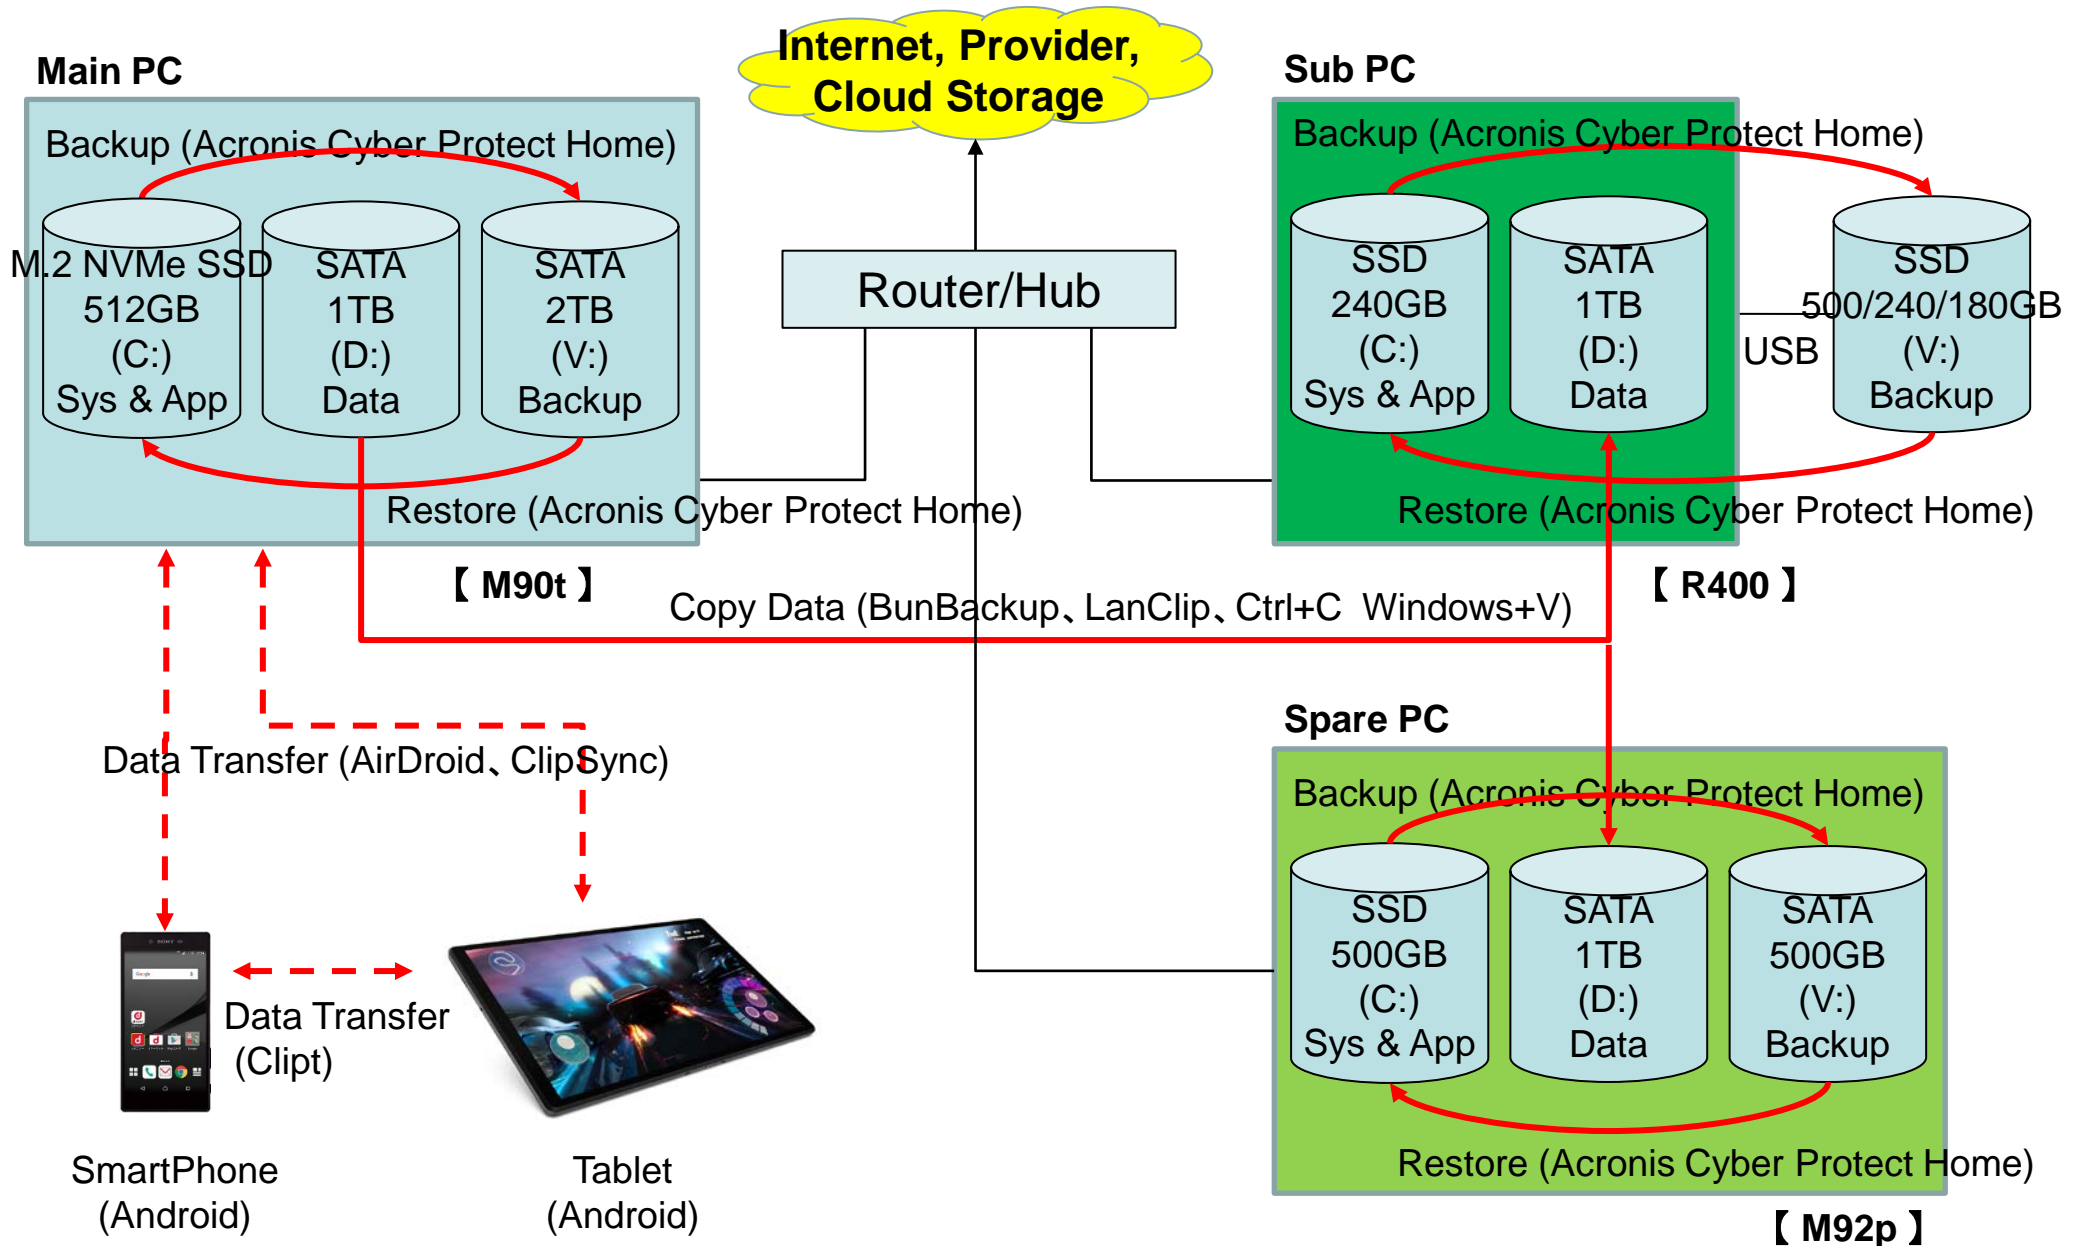 Internet, Provider,
Cloud Storage
Main PC
Backup (Acronis Cyber Protect Home)
M.2 NVMe SSD
512GB
(C:)
Sys & App
SATA
1TB
(D:)
Data
SATA
2TB
(V:)
Backup
Restore (Acronis Cyber Protect Home)
【 M90t 】
Router/Hub
Sub PC
Backup (Acronis Cyber Protect Home)
SSD
240GB
(C:)
Sys & App
SATA
1TB
(D:)
Data
USB
SSD
500/240/180GB
(V:)
Backup
Restore (Acronis Cyber Protect Home)
【 R400 】
Copy Data (BunBackup、LanClip、Ctrl+C Windows+V)
Data Transfer (AirDroid、ClipSync)
Spare PC
Backup (Acronis Cyber Protect Home)
SSD
500GB
(C:)
Sys & App
SATA
1TB
(D:)
Data
SATA
500GB
(V:)
Backup
Restore (Acronis Cyber Protect Home)
【 M92p 】
SONY
Google
Data Transfer
(Clipt)
SmartPhone
(Android)
Tablet
(Android)